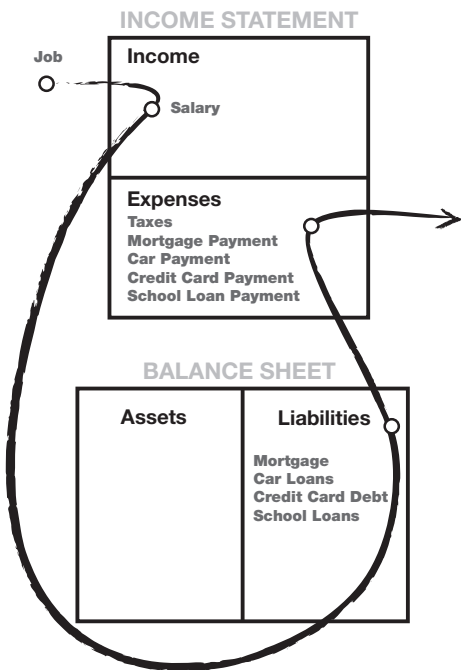 INCOME STATEMENT
Job
Income
Salary
Expenses
Taxes
Mortgage Payment
Car Payment
Credit Card Payment
School Loan Payment
BALANCE SHEET
Assets
Liabilities
Mortgage
Car Loans
Credit Card Debt
School Loans